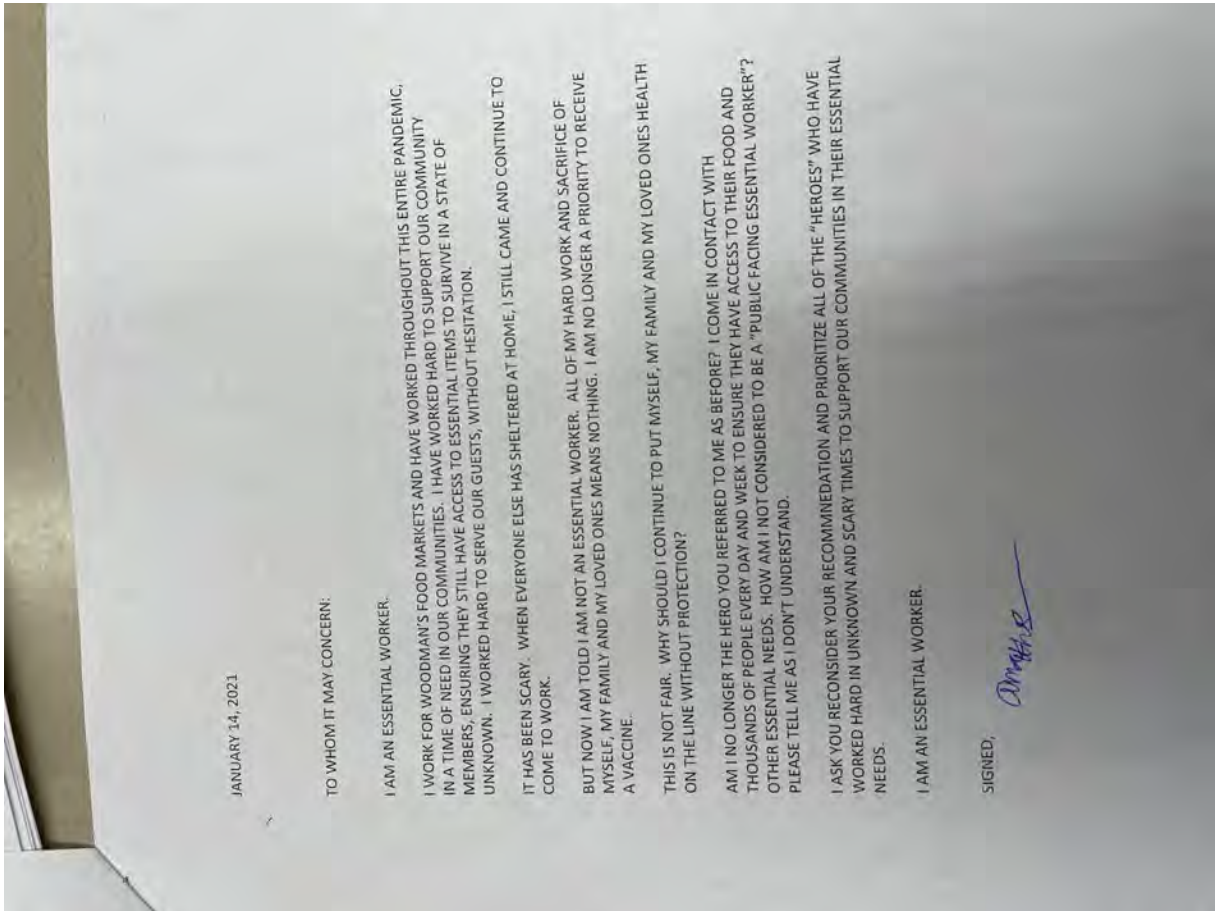 JANUARY 14, 2021
TO WHOM IT MAY CONCERN:
I AM AN ESSENTIAL WORKER.
I WORK FOR WOODMAN'S FOOD MARKETS AND HAVE WORKED THROUGHOUT THIS ENTIRE PANDEMIC,
IN A TIME OF NEED IN OUR COMMUNITIES. I HAVE WORKED HARD TO SUPPORT OUR COMMUNITY
MEMBERS, ENSURING THEY STILL HAVE ACCESS TO ESSENTIAL ITEMS TO SURVIVE IN A STATE OF
UNKNOWN. I WORKED HARD TO SERVE OUR GUESTS, WITHOUT HESITATION.
IT HAS BEEN SCARY. WHEN EVERYONE ELSE HAS SHELTERED AT HOME, I STILL CAME AND CONTINUE TO
COME TO WORK.
BUT NOW I AM TOLD I AM NOT AN ESSENTIAL WORKER. ALL OF MY HARD WORK AND SACRIFICE OF
MYSELF, MY FAMILY AND MY LOVED ONES MEANS NOTHING. I AM NO LONGER A PRIORITY TO RECEIVE
A VACCINE.
THIS IS NOT FAIR. WHY SHOULD I CONTINUE TO PUT MYSELF, MY FAMILY AND MY LOVED ONES HEALTH
ON THE LINE WITHOUT PROTECTION?
AM I NO LONGER THE HERO YOU REFERRED TO ME AS BEFORE? I COME IN CONTACT WITH
THOUSANDS OF PEOPLE EVERY DAY AND WEEK TO ENSURE THEY HAVE ACCESS TO THEIR FOOD AND
OTHER ESSENTIAL NEEDS. HOW AM I NOT CONSIDERED TO BE A "PUBLIC FACING ESSENTIAL WORKER"?
PLEASE TELL ME AS I DON'T UNDERSTAND.
I ASK YOU RECONSIDER YOUR RECOMMNEDATION AND PRIORITIZE ALL OF THE "HEROES" WHO HAVE
WORKED HARD IN UNKNOWN AND SCARY TIMES TO SUPPORT OUR COMMUNITIES IN THEIR ESSENTIAL
NEEDS.
I AM AN ESSENTIAL WORKER.
SIGNED,